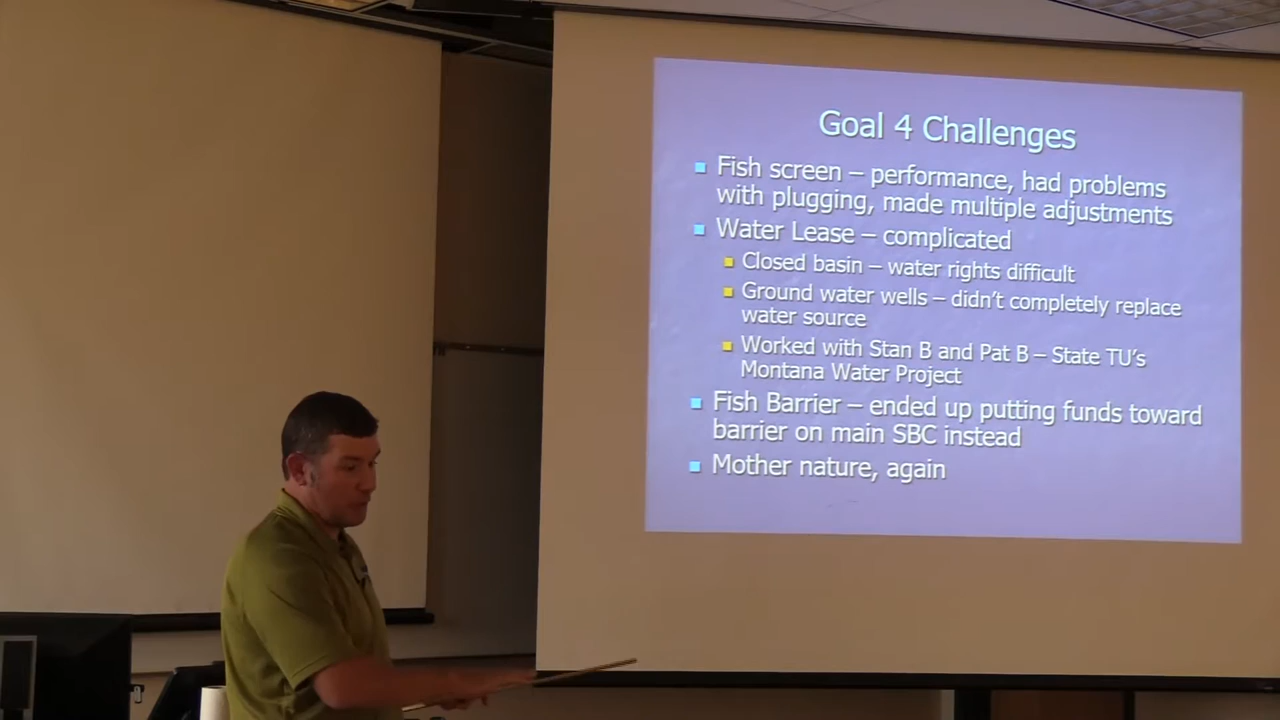 Goal 4 Challenges
Fish screen – performance, had problems
with plugging, made multiple adjustments
Water Lease – complicated
Closed basin – water rights difficult
Ground water wells – didn't completely replace
water source
Worked with Stan B and Pat B – State TU's
Montana Water Project
Fish Barrier – ended up putting funds toward
barrier on main SBC instead
Mother nature, again